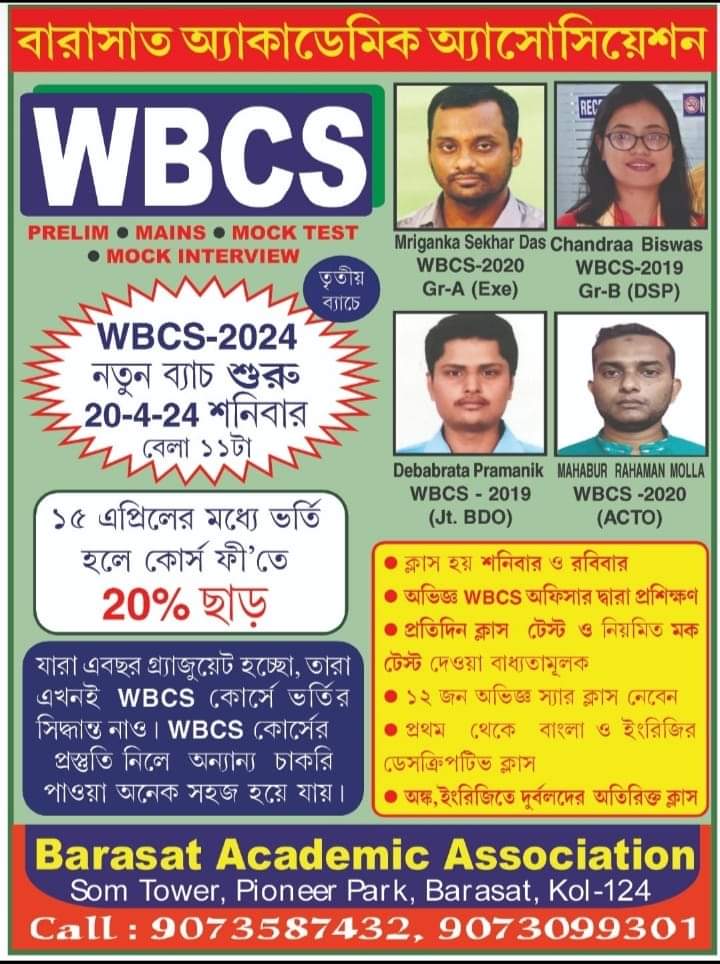 বারাসাত অ্যাকাডেমিক অ্যাসোসিয়েশন
WBCS
PRELIM ● MAINS ● MOCK TEST
● MOCK INTERVIEW
তৃতীয়
ব্যাচে
WBCS-2024
নতুন ব্যাচ শুরু
20-4-24 শনিবার
বেলা ১১টা
১৫ এপ্রিলের মধ্যে ভর্তি
হলে কোর্স ফী'তে
20% ছাড়
যারা এবছর গ্র্যাজুয়েট হচ্ছো, তারা
এখনই WBCS কোর্সে ভর্তির
সিদ্ধান্ত নাও। WBCS কোর্সের
প্রস্তুতি নিলে অন্যান্য চাকরি
পাওয়া অনেক সহজ হয়ে যায়।
Mriganka Sekhar Das
WBCS-2020
Gr-A (Exe)
REC
Chandraa Biswas
WBCS-2019
Gr-B (DSP)
Debabrata Pramanik
WBCS - 2019
(Jt. BDO)
MAHABUR RAHAMAN MOLLA
WBCS -2020
(ACTO)
● ক্লাস হয় শনিবার ও রবিবার
● অভিজ্ঞ WBCS অফিসার দ্বারা প্রশিক্ষণ
● প্রতিদিন ক্লাস টেস্ট ও নিয়মিত মক
টেস্ট দেওয়া বাধ্যতামূলক
● ১২ জন অভিজ্ঞ স্যার ক্লাস নেবেন
● প্রথম থেকে বাংলা ও ইংরিজির
ডেসক্রিপটিভ ক্লাস
● অঙ্ক,ইংরিজিতে দুর্বলদের অতিরিক্ত ক্লাস
Barasat Academic Association
Som Tower, Pioneer Park, Barasat, Kol-124
Call : 9073587432, 9073099301